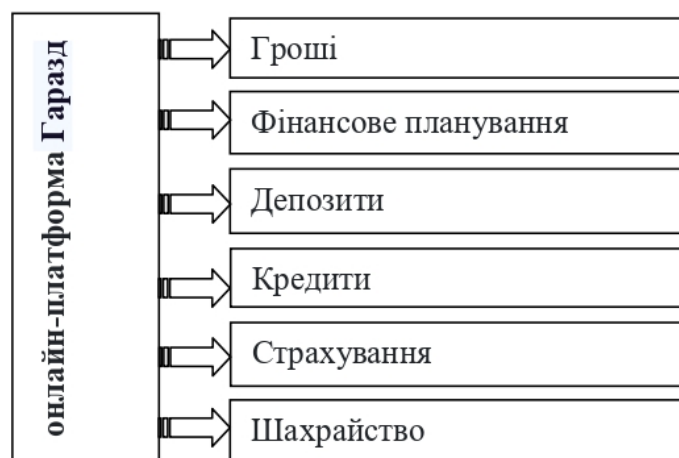 онлайн-платформа Гаразд
Гроші
Фінансове планування
Депозити
Кредити
Страхування
Шахрайство